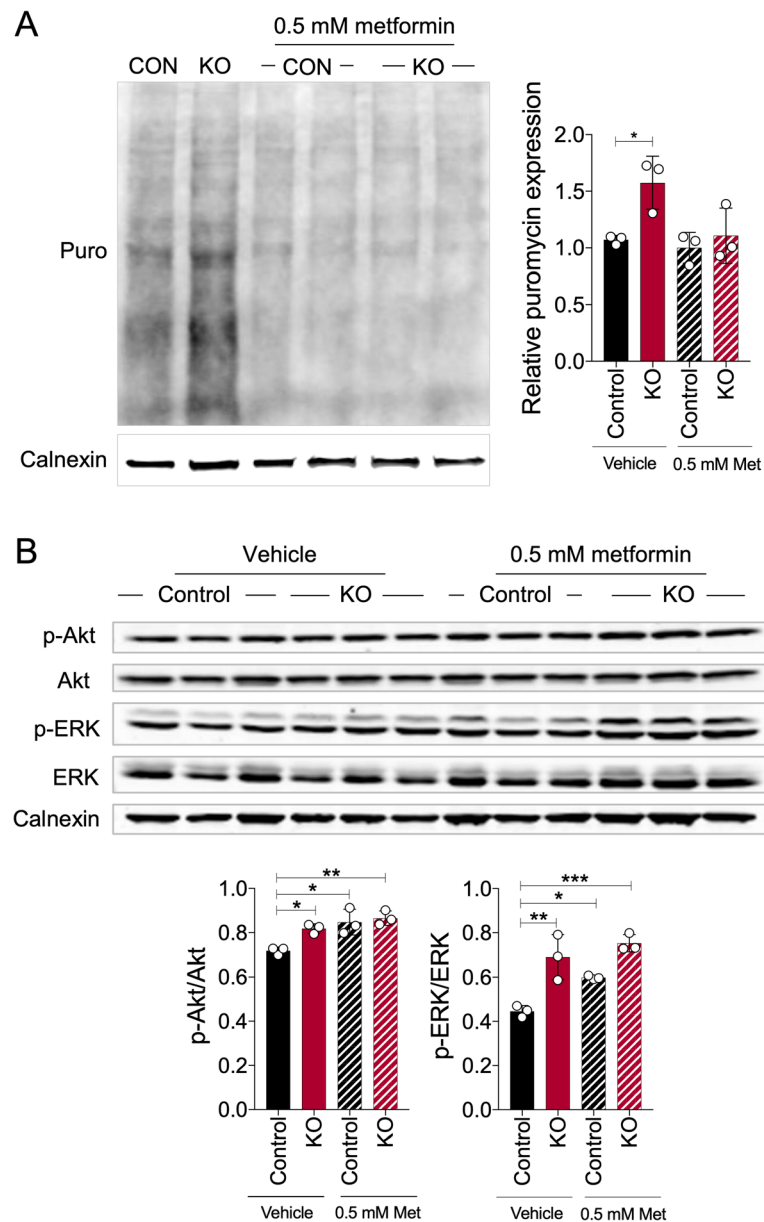 A
0.5 mM metformin
CON KO CON KO
Puro
Calnexin
Relative puromycin expression
2.0
1.5
1.0
0.5
0.0
*
Control
KO
Control
KO
Vehicle 0.5 mM Met
B
Vehicle 0.5 mM metformin
Control KO Control KO
p-Akt
Akt
p-ERK
ERK
Calnexin
p-Akt/Akt
1.0
0.8
0.6
0.4
0.2
0.0
**
*
*
Control
KO
Control
KO
Vehicle 0.5 mM Met
p-ERK/ERK
1.0
0.8
0.6
0.4
0.2
0.0
***
*
**
Control
KO
Control
KO
Vehicle 0.5 mM Met